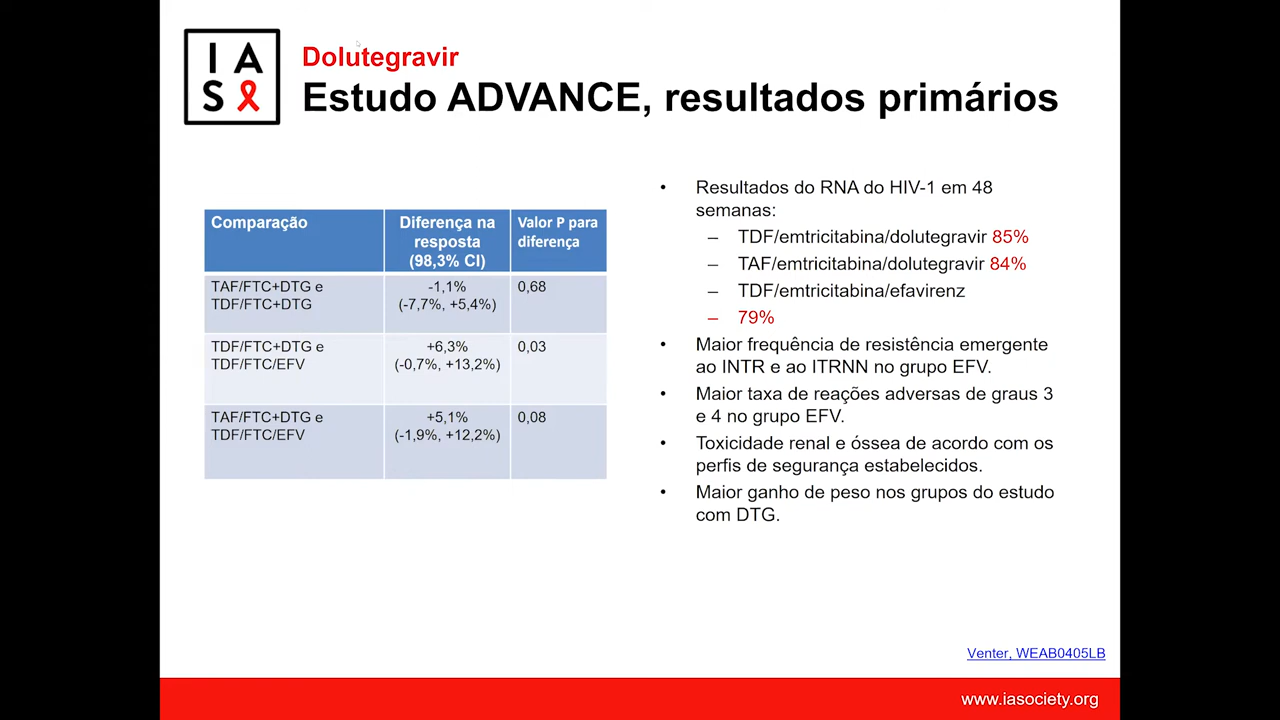 IAS
Dolutegravir
Estudo ADVANCE, resultados primários
Comparação
Diferença na
resposta
(98,3% CI)
Valor P para
diferença
TAF/FTC+DTG e
TDF/FTC+DTG
-1,1%
(-7,7%, +5,4%)
0,68
TDF/FTC+DTG e
TDF/FTC/EFV
+6,3%
(-0,7%, +13,2%)
0,03
TAF/FTC+DTG e
TDF/FTC/EFV
+5,1%
(-1,9%, +12,2%)
0,08
• Resultados do RNA do HIV-1 em 48
semanas:
– TDF/emtricitabina/dolutegravir 85%
– TAF/emtricitabina/dolutegravir 84%
– TDF/emtricitabina/efavirenz
– 79%
• Maior frequência de resistência emergente
ao INTR e ao ITRNN no grupo EFV.
• Maior taxa de reações adversas de graus 3
e 4 no grupo EFV.
• Toxicidade renal e óssea de acordo com os
perfis de segurança estabelecidos.
• Maior ganho de peso nos grupos do estudo
com DTG.
Venter, WEAB0405LB
www.iasociety.org